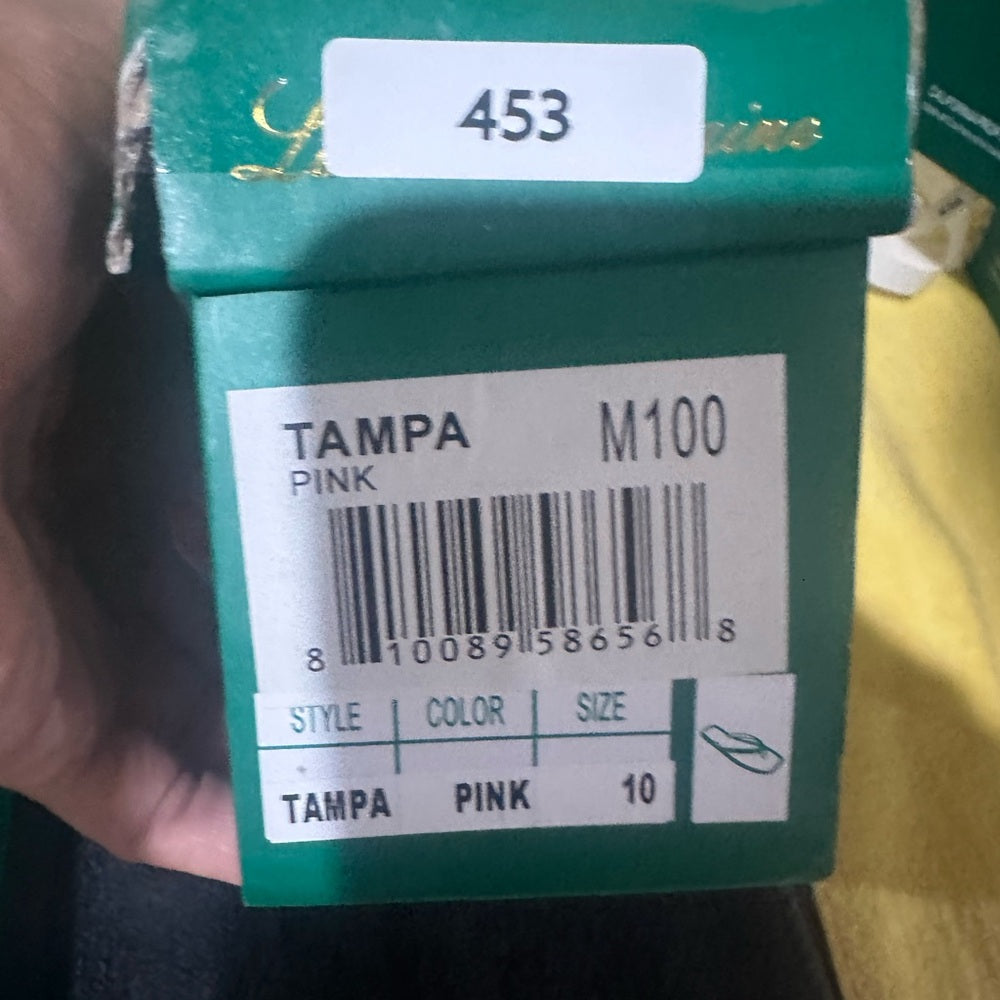 453
TAMPA M100
PINK
8 10089 58656 8
STYLE COLOR SIZE
TAMPA PINK 10